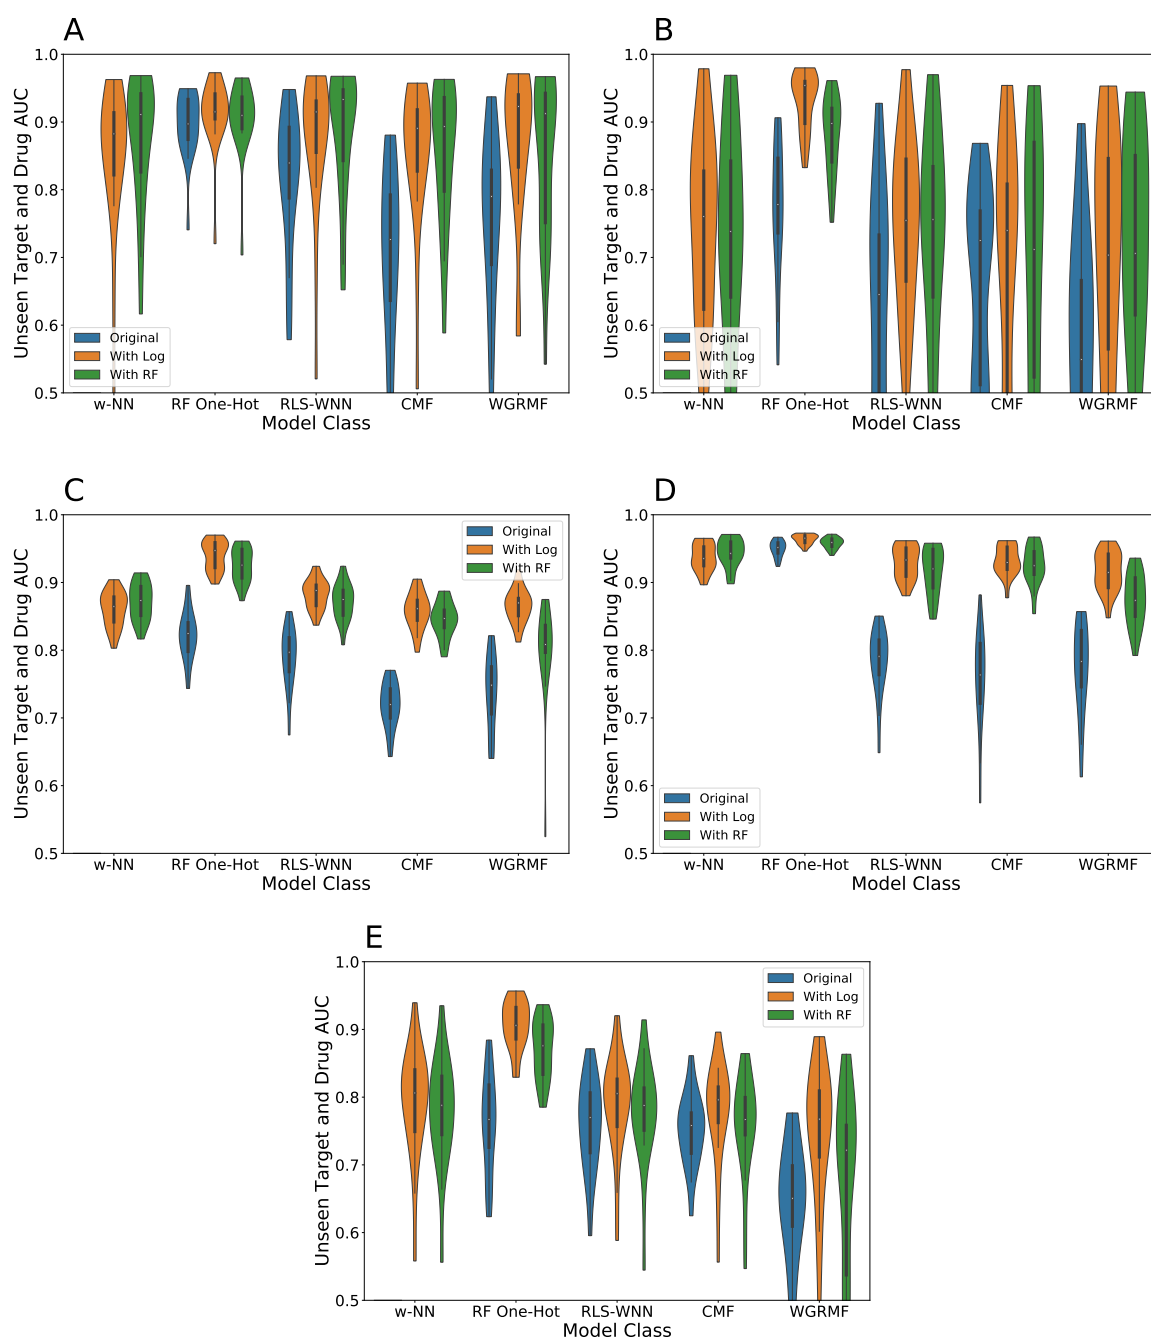 A
1.0
0.9
0.8
0.7
0.6
0.5
Unseen Target and Drug AUC
Original
With Log
With RF
w-NN RF One-Hot RLS-WNN CMF WGRMF
Model Class
B
1.0
0.9
0.8
0.7
0.6
0.5
Unseen Target and Drug AUC
Original
With Log
With RF
w-NN RF One-Hot RLS-WNN CMF WGRMF
Model Class
C
1.0
0.9
0.8
0.7
0.6
0.5
Unseen Target and Drug AUC
Original
With Log
With RF
w-NN RF One-Hot RLS-WNN CMF WGRMF
Model Class
D
1.0
0.9
0.8
0.7
0.6
0.5
Unseen Target and Drug AUC
Original
With Log
With RF
w-NN RF One-Hot RLS-WNN CMF WGRMF
Model Class
E
1.0
0.9
0.8
0.7
0.6
0.5
Unseen Target and Drug AUC
Original
With Log
With RF
w-NN RF One-Hot RLS-WNN CMF WGRMF
Model Class